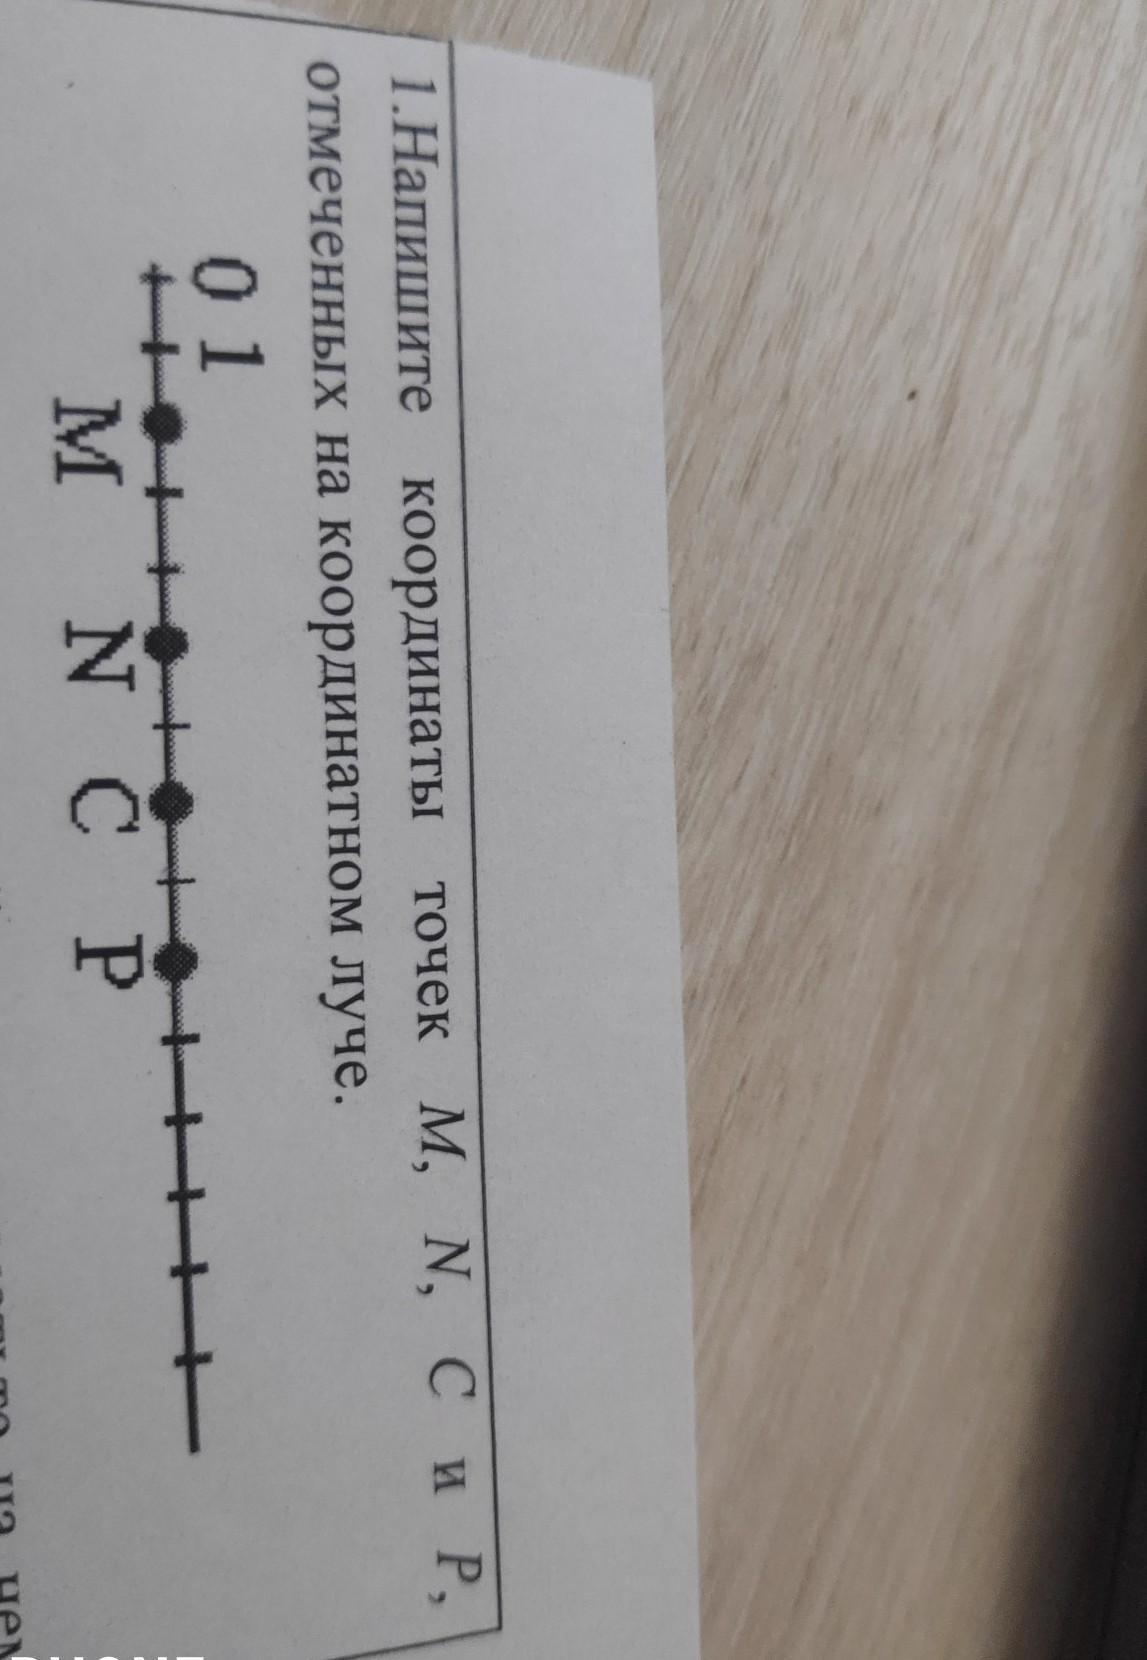 1.Напишите координаты точек M, N, C и P,
отмеченных на координатном луче.
0 1
M N C P